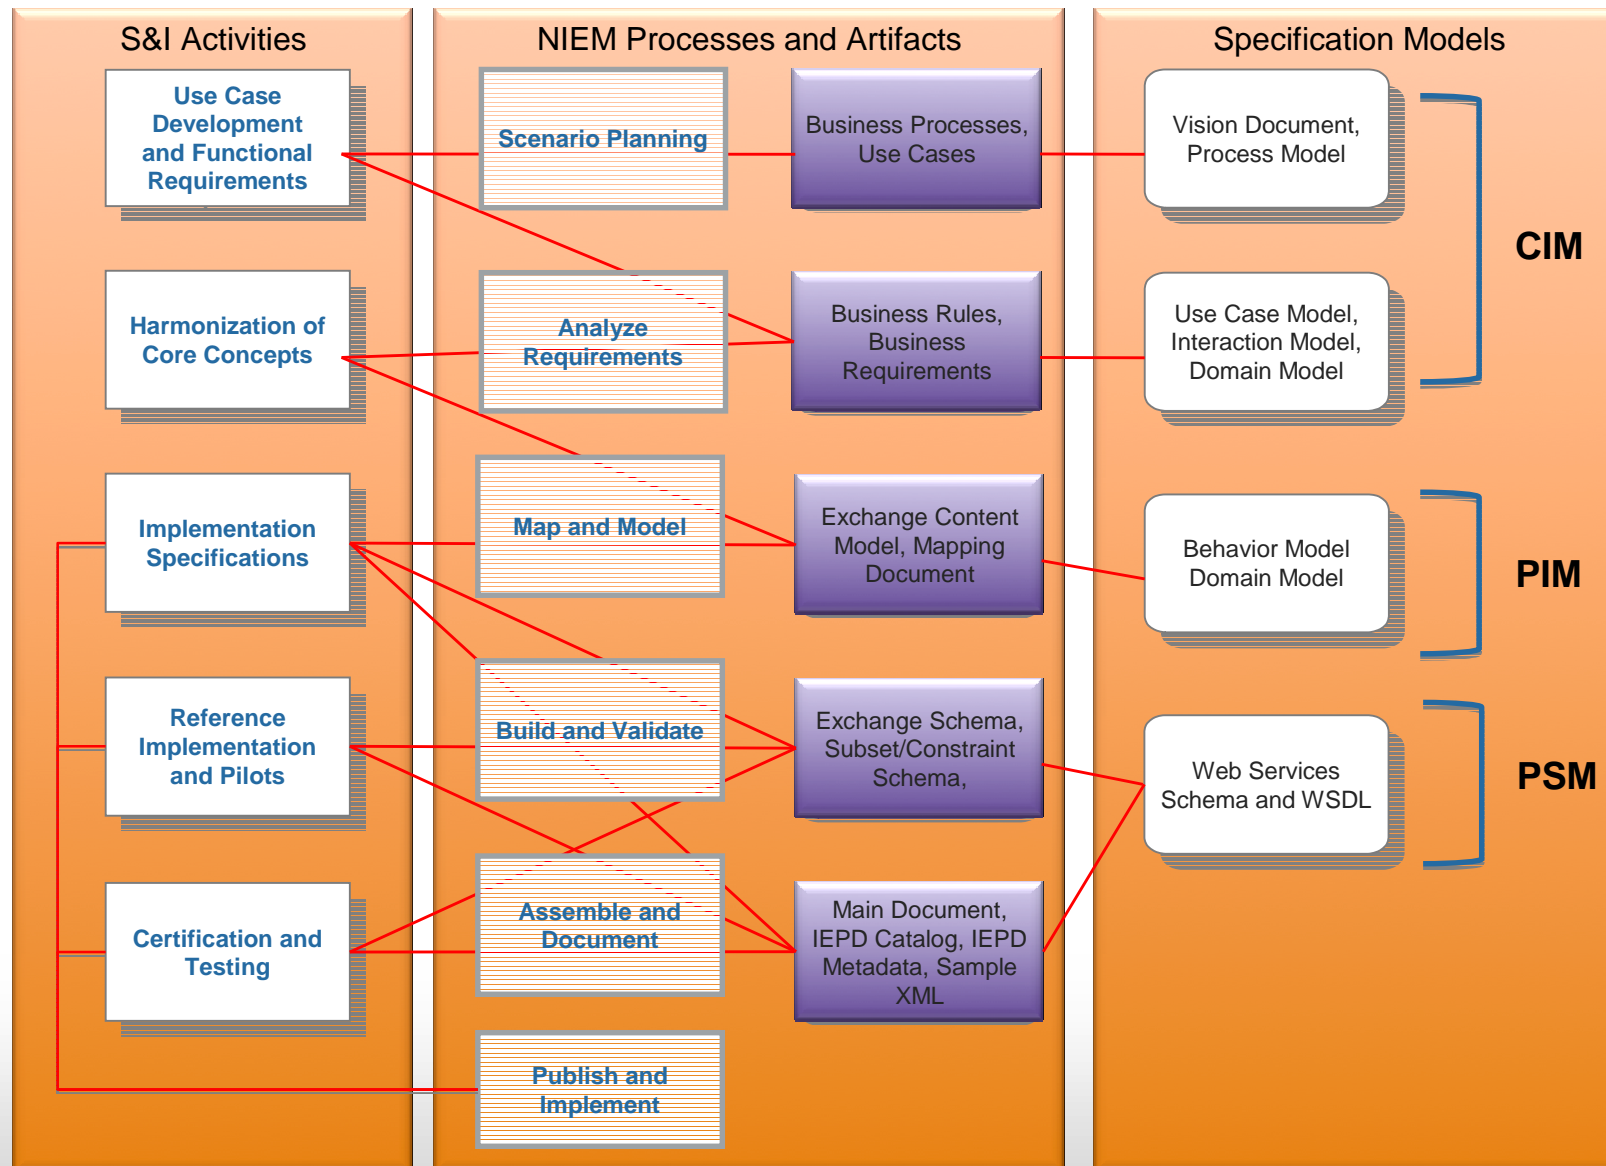 S&I Activities
Use Case
Development
and Functional
Requirements
Harmonization of
Core Concepts
Implementation
Specifications
Reference
Implementation
and Pilots
Certification and
Testing
NIEM Processes and Artifacts
Scenario Planning
Business Processes,
Use Cases
Analyze
Requirements
Business Rules,
Business
Requirements
Map and Model
Exchange Content
Model, Mapping
Document
Build and Validate
Exchange Schema,
Subset/Constraint
Schema,
Assemble and
Document
Main Document,
IEPD Catalog, IEPD
Metadata, Sample
XML
Publish and
Implement
Specification Models
Vision Document,
Process Model
Use Case Model,
Interaction Model,
Domain Model
CIM
Behavior Model
Domain Model
PIM
Web Services
Schema and WSDL
PSM